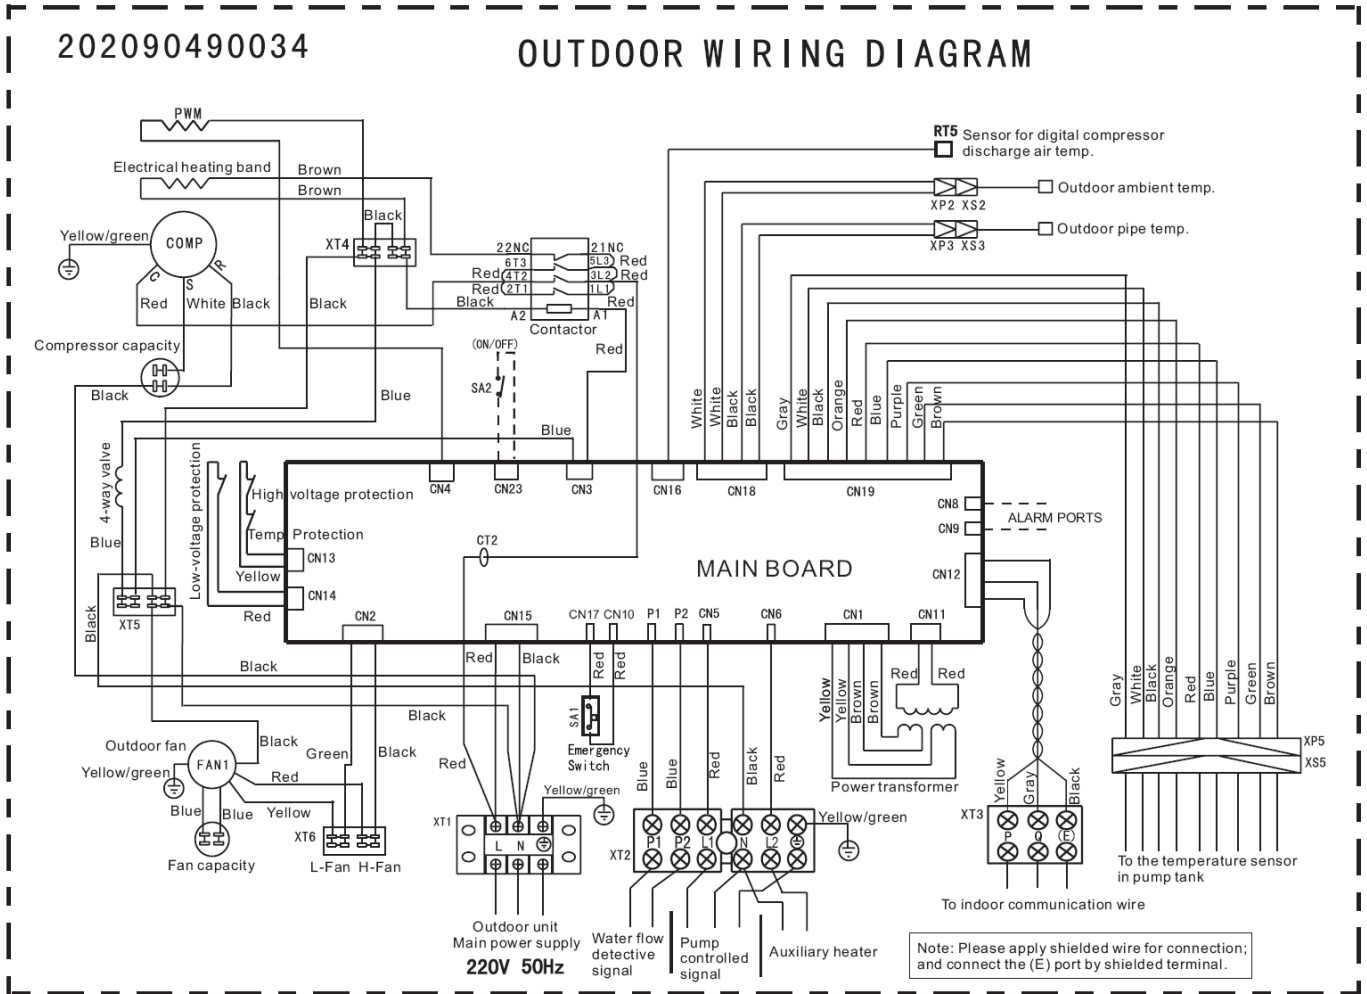 202090490034
OUTDOOR WIRING DIAGRAM
PWM
Electrical heating band
Brown
Brown
Black
Yellow/green
COMP
XT4
C
S
R
Red
White
Black
Black
Compressor capacity
Black
Blue
22NC
21NC
6T3
5L3
Red
Red
4T2
3L2
Red
Red
2T1
1L1
Black
Red
A2
A1
Contactor
Red
(ON/OFF)
SA2
Blue
RT5
Sensor for digital compressor
discharge air temp.
Outdoor ambient temp.
XP2 XS2
Outdoor pipe temp.
XP3 XS3
White
White
Black
Black
Gray
White
Black
Orange
Red
Blue
Purple
Green
Brown
4-way valve
Blue
Low-voltage protection
High voltage protection
Temp Protection
Yellow
Red
CN4
CN23
CN3
CN16
CN18
CN19
CN8
CN9
ALARM PORTS
CN13
CN14
CT2
MAIN BOARD
CN12
CN2
CN15
CN17
CN10
P1
P2
CN5
CN6
CN1
CN11
XT5
Black
Black
Red
Black
Red
Red
Black
SA1
Emergency
Switch
Yellow
Yellow
Brown
Brown
Red
Red
Power transformer
Gray
White
Black
Orange
Red
Blue
Purple
Green
Brown
XP5
XS5
Outdoor fan
Yellow/green
FAN1
Black
Red
Yellow
Blue
Blue
Fan capacity
Green
Black
XT6
L-Fan H-Fan
Red
XT1
L
N
Yellow/green
Outdoor unit
Main power supply
220V 50Hz
Blue
Blue
Red
Black
Red
XT2
P1
P2
L1
N
L2
Yellow/green
Water flow
detective
signal
Pump
controlled
signal
Auxiliary heater
Yellow
Gray
Black
XT3
P
Q
(E)
To indoor communication wire
To the temperature sensor
in pump tank
Note: Please apply shielded wire for connection;
and connect the (E) port by shielded terminal.